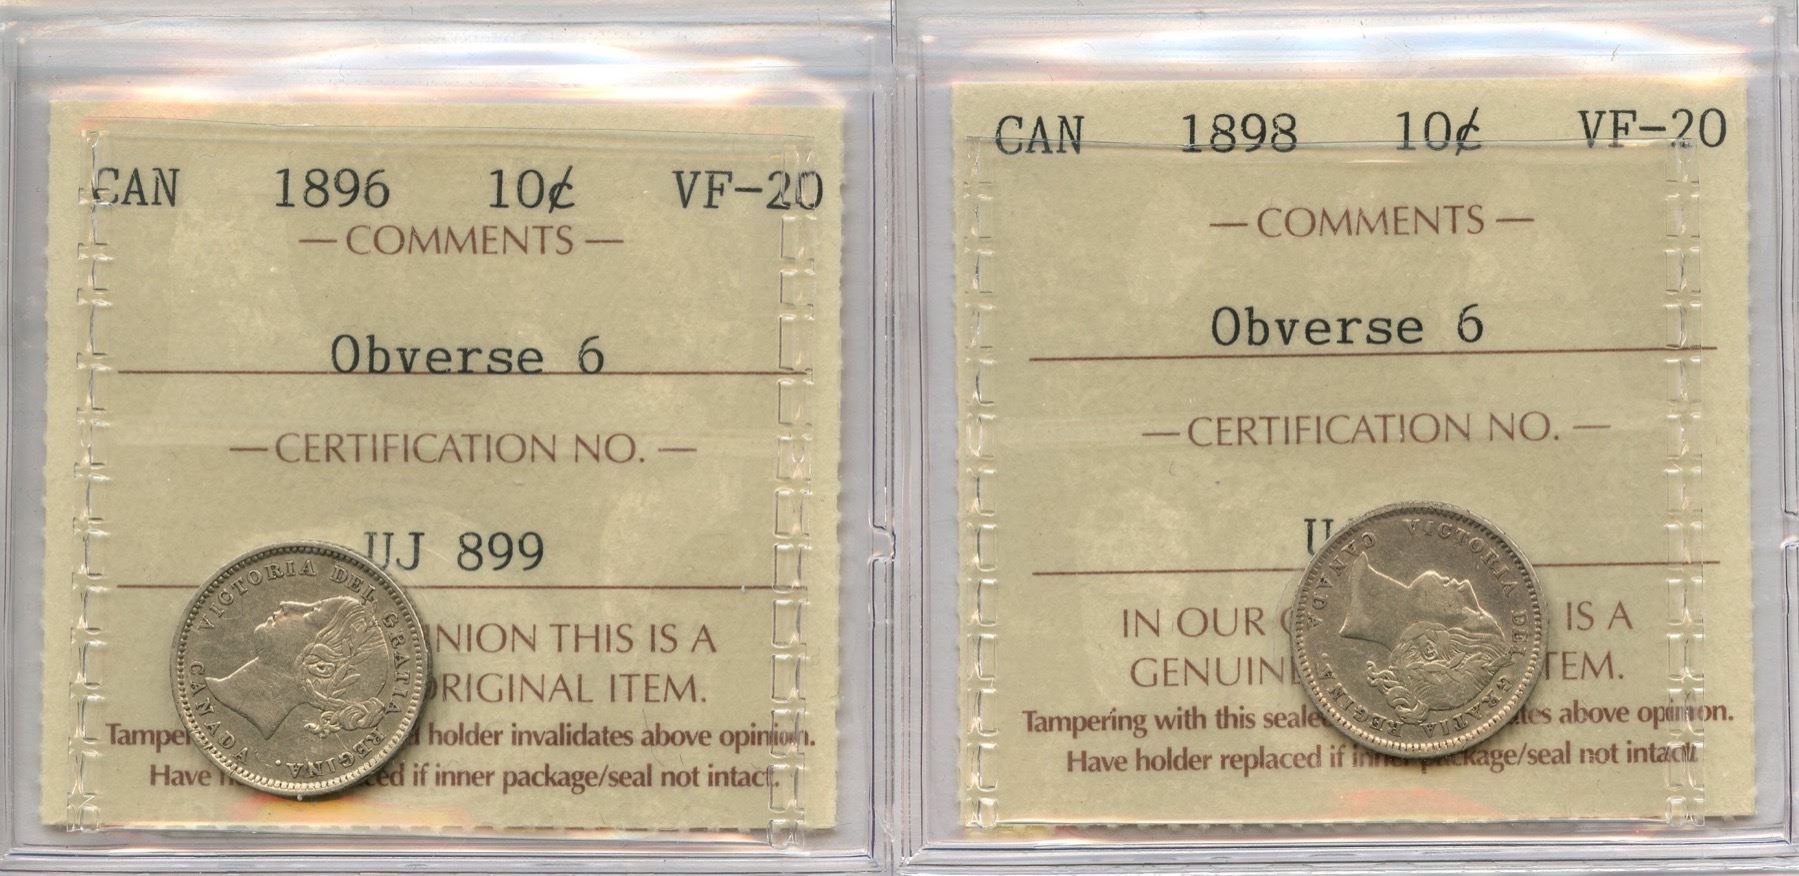 CAN 1896 10¢ VF-20
— COMMENTS —
Obverse 6
— CERTIFICATION NO. —
UJ 899
NION THIS IS A
ORIGINAL ITEM.
Tamper holder invalidates above opinion.
Have ed if inner package/seal not intact.
VICTORIA DEI GRATIA REGINA. CANADA
CAN 1898 10¢ VF-20
— COMMENTS —
Obverse 6
— CERTIFICATION NO. —
U
IN OUR IS A
GENUIN TEM.
Tampering with this seale tes above opinion.
Have holder replaced if inner package/seal not intact.
VICTORIA DEI GRATIA REGINA. CANADA